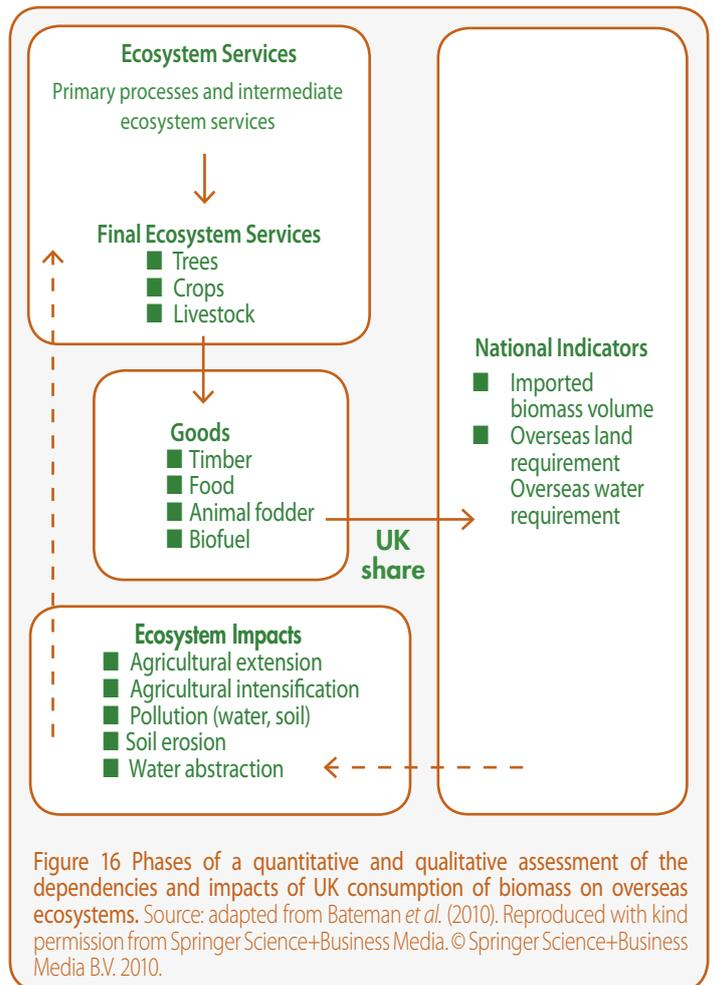 Ecosystem Services
Primary processes and intermediate
ecosystem services
Final Ecosystem Services
■ Trees
■ Crops
■ Livestock
Goods
■ Timber
■ Food
■ Animal fodder
■ Biofuel
UK
share
National Indicators
■ Imported
biomass volume
■ Overseas land
requirement
Overseas water
requirement
Ecosystem Impacts
■ Agricultural extension
■ Agricultural intensification
■ Pollution (water, soil)
■ Soil erosion
■ Water abstraction
Figure 16 Phases of a quantitative and qualitative assessment of the
dependencies and impacts of UK consumption of biomass on overseas
ecosystems. Source: adapted from Bateman et al. (2010). Reproduced with kind
permission from Springer Science+Business Media. © Springer Science+Business
Media B.V. 2010.